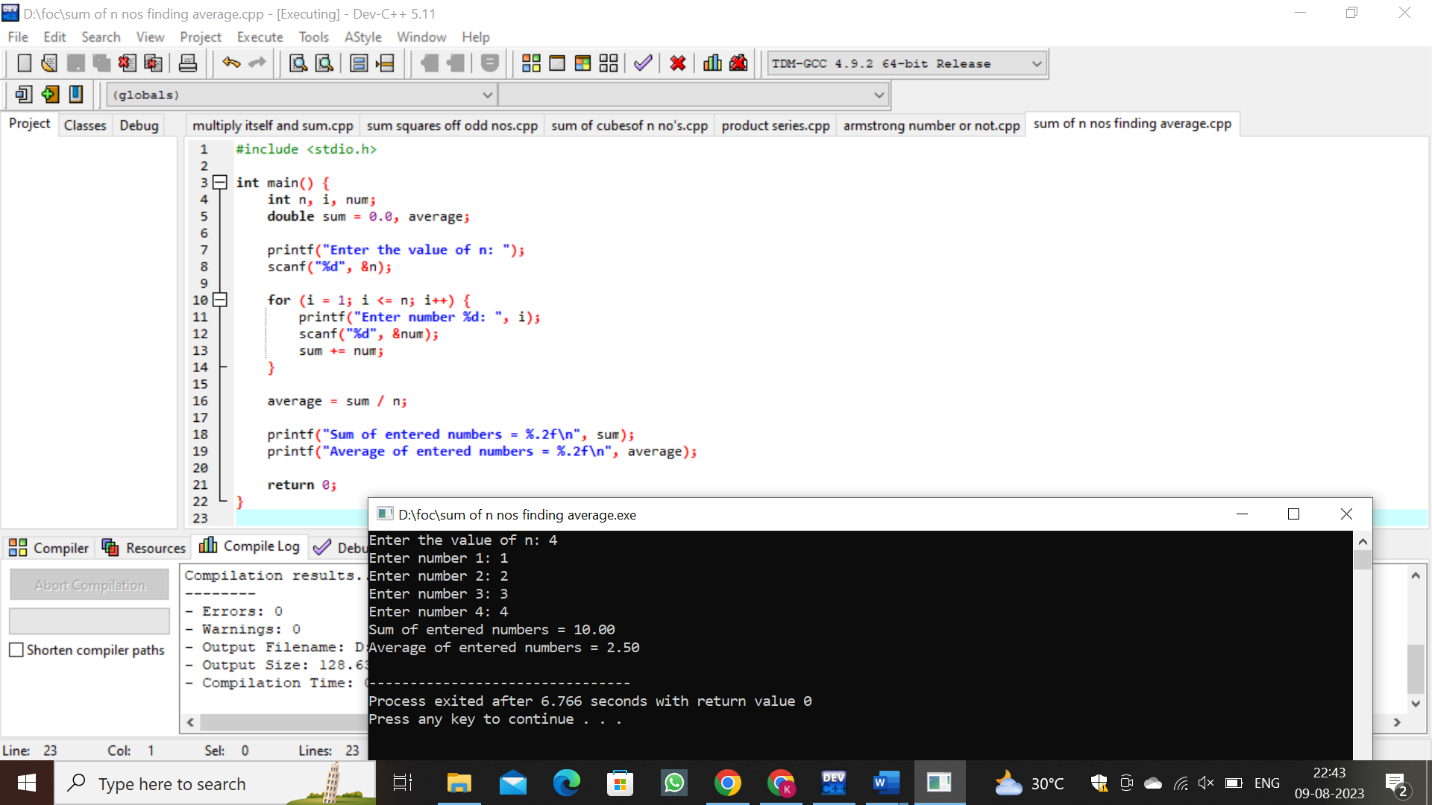 D:\foc\sum of n nos finding average.cpp - [Executing] - Dev-C++ 5.11
File Edit Search View Project Execute Tools AStyle Window Help
TDM-GCC 4.9.2 64-bit Release
(globals)
Project Classes Debug
multiply itself and sum.cpp sum squares off odd nos.cpp sum of cubesof n no's.cpp product series.cpp armstrong number or not.cpp sum of n nos finding average.cpp
1 #include <stdio.h>
2
3 int main() {
4 int n, i, num;
5 double sum = 0.0, average;
6
7 printf("Enter the value of n: ");
8 scanf("%d", &n);
9
10 for (i = 1; i <= n; i++) {
11 printf("Enter number %d: ", i);
12 scanf("%d", &num);
13 sum += num;
14 }
15
16 average = sum / n;
17
18 printf("Sum of entered numbers = %.2f\n", sum);
19 printf("Average of entered numbers = %.2f\n", average);
20
21 return 0;
22 }
23
D:\foc\sum of n nos finding average.exe
Enter the value of n: 4
Enter number 1: 1
Enter number 2: 2
Enter number 3: 3
Enter number 4: 4
Sum of entered numbers = 10.00
Average of entered numbers = 2.50
--------------------------------
Process exited after 6.766 seconds with return value 0
Press any key to continue . . .
Compiler Resources Compile Log Debu
Abort Compilation
Shorten compiler paths
Compilation results.
--------
- Errors: 0
- Warnings: 0
- Output Filename: D:
- Output Size: 128.63
- Compilation Time:
Line: 23 Col: 1 Sel: 0 Lines: 23
Type here to search
DEV C++
K
W
30°C
ENG
22:43
09-08-2023
2